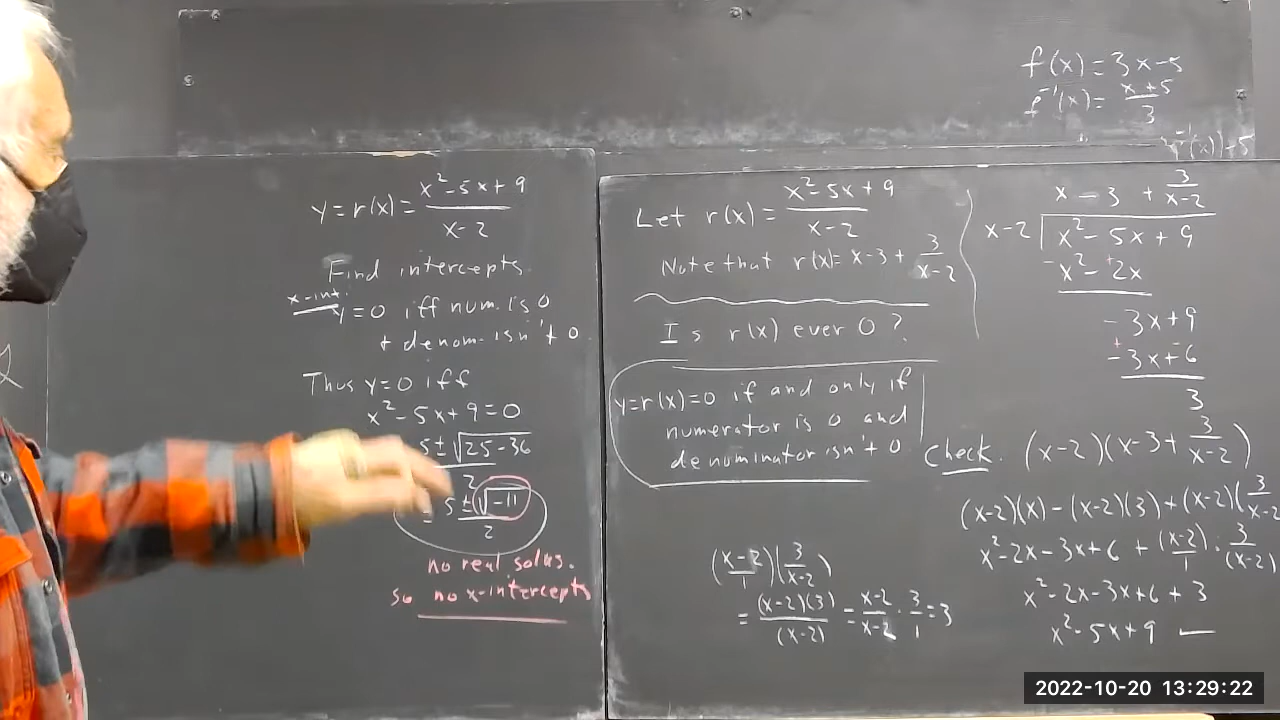 f(x) = 3x-5
f⁻¹(x) = (x+5)/3
⁻¹(x))+5
y = r(x) = (x²-5x+9)/(x-2)
Find intercepts.
x-int.
y=0 iff num. is 0
+ denom. isn't 0.
Thus y=0 iff
x²-5x+9=0
5±√(25-36)
2
= (5±√-11)/2
no real solns.
so no x-intercepts
Let r(x) = (x²-5x+9)/(x-2)
Note that r(x) = x-3 + 3/(x-2)
Is r(x) ever 0?
y=r(x)=0 if and only if
numerator is 0 and
denominator isn't 0.
((x-2)/1)(3/(x-2))
= (x-2)(3)/(x-2) = (x-2)/(x-2) · 3/1 = 3
x - 3 + 3/(x-2)
x-2 | x² - 5x + 9
x² - 2x
-3x+9
-3x+6
3
Check. (x-2)(x-3+3/(x-2))
(x-2)(x) - (x-2)(3) + (x-2)(3/(x-2
x²-2x-3x+6 + (x-2)/1 · 3/(x-2)
x²-2x-3x+6+3
x²-5x+9
2022-10-20 13:29:22